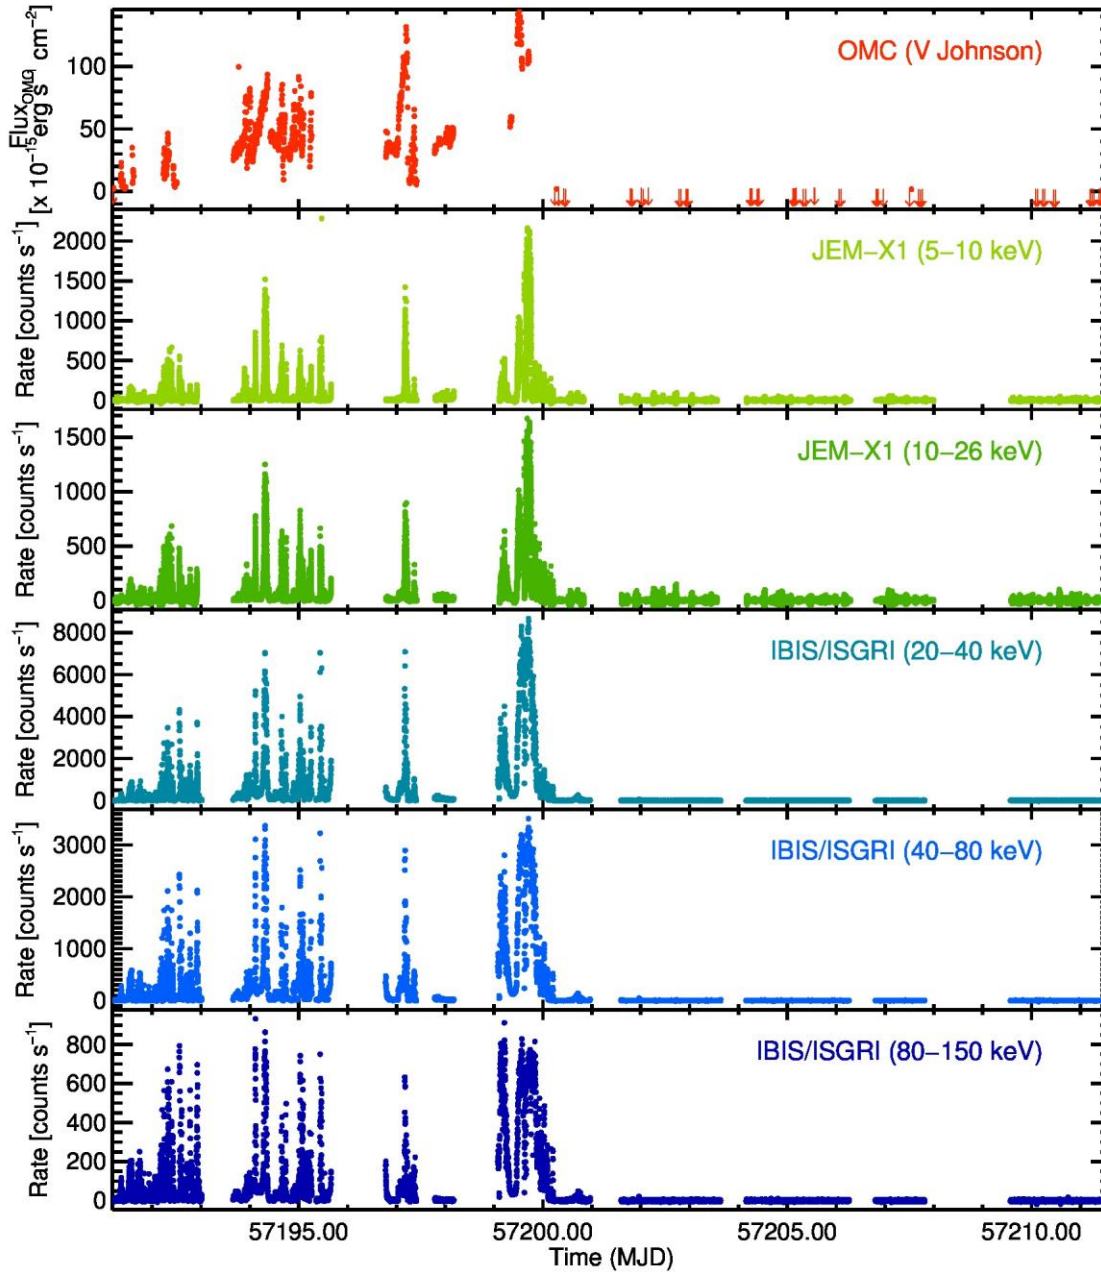 Flux_OMC
[x 10⁻¹⁵erg s⁻¹ cm⁻²]
100
50
0
OMC (V Johnson)
Rate [counts s⁻¹]
2000
1500
1000
500
0
JEM−X1 (5−10 keV)
Rate [counts s⁻¹]
1500
1000
500
0
JEM−X1 (10−26 keV)
Rate [counts s⁻¹]
8000
6000
4000
2000
0
IBIS/ISGRI (20−40 keV)
Rate [counts s⁻¹]
3000
2000
1000
0
IBIS/ISGRI (40−80 keV)
Rate [counts s⁻¹]
800
600
400
200
0
IBIS/ISGRI (80−150 keV)
57195.00 57200.00 57205.00 57210.00
Time (MJD)